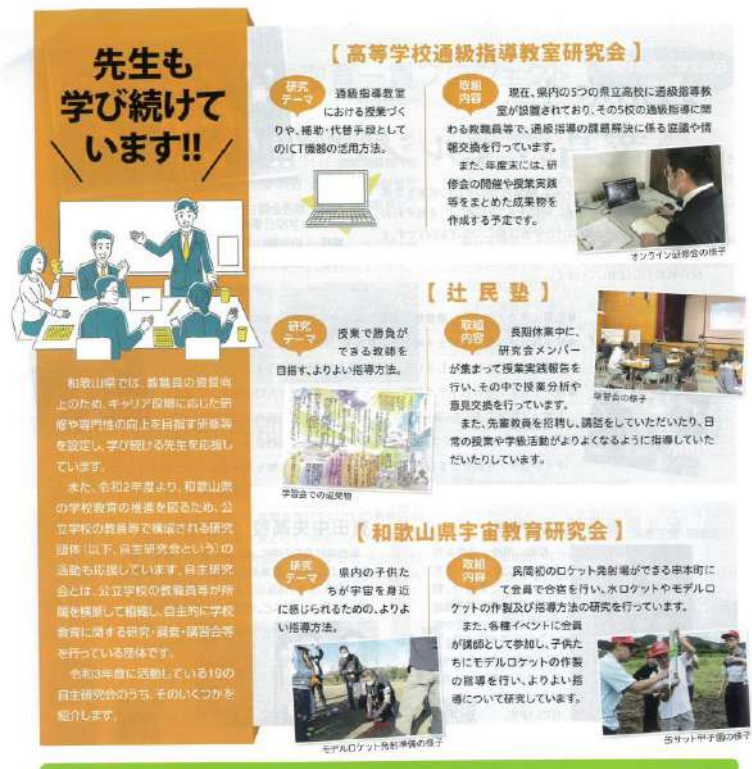 先生も
学び続けて
います!!
和歌山県では、教職員の資質向
上のため、キャリア段階に応じた研
修や専門性の向上を目指す研修等
を設定し、学び続ける先生を応援し
ています。
また、令和2年度より、和歌山県
の学校教育の推進を図るため、公
立学校の教員等で構成される研究
団体(以下、自主研究会という)の
活動も応援しています。自主研究
会とは、公立学校の教職員等が所
属を横断して組織し、自主的に学校
教育に関する研究・調査・講習会等
を行っている団体です。
令和3年度に活動している19の
自主研究会のうち、そのいくつかを
紹介します。
【 高等学校通級指導教室研究会 】
研究
テーマ
通級指導教室
における授業づく
りや、補助・代替手段として
のICT機器の活用方法。
取組
内容
現在、県内の5つの県立高校に通級指導教
室が設置されており、その5校の通級指導に関
わる教職員等で、通級指導の課題解決に係る協議や情
報交換を行っています。
また、年度末には、研
修会の開催や授業実践
等をまとめた成果物を
作成する予定です。
オンライン研修会の様子
【 辻 民 塾 】
研究
テーマ
授業で勝負が
できる教師を
目指す、よりよい指導方法。
学習会での成果物
取組
内容
長期休業中に、
研究会メンバー
が集まって授業実践報告を
行い、その中で授業分析や
意見交換を行っています。
また、先輩教員を招聘し、講話をしていただいたり、日
常の授業や学級活動がよりよくなるように指導していた
だいたりしています。
学習会の様子
【 和歌山県宇宙教育研究会 】
研究
テーマ
県内の子供た
ちが宇宙を身近
に感じられるための、よりよ
い指導方法。
モデルロケット発射準備の様子
取組
内容
民間初のロケット発射場ができる串本町に
て会員で合宿を行い、水ロケットやモデルロ
ケットの作製及び指導方法の研究を行っています。
また、各種イベントに会員
が講師として参加し、子供た
ちにモデルロケットの作製
の指導を行い、よりよい指
導について研究しています。
缶サット甲子園の様子